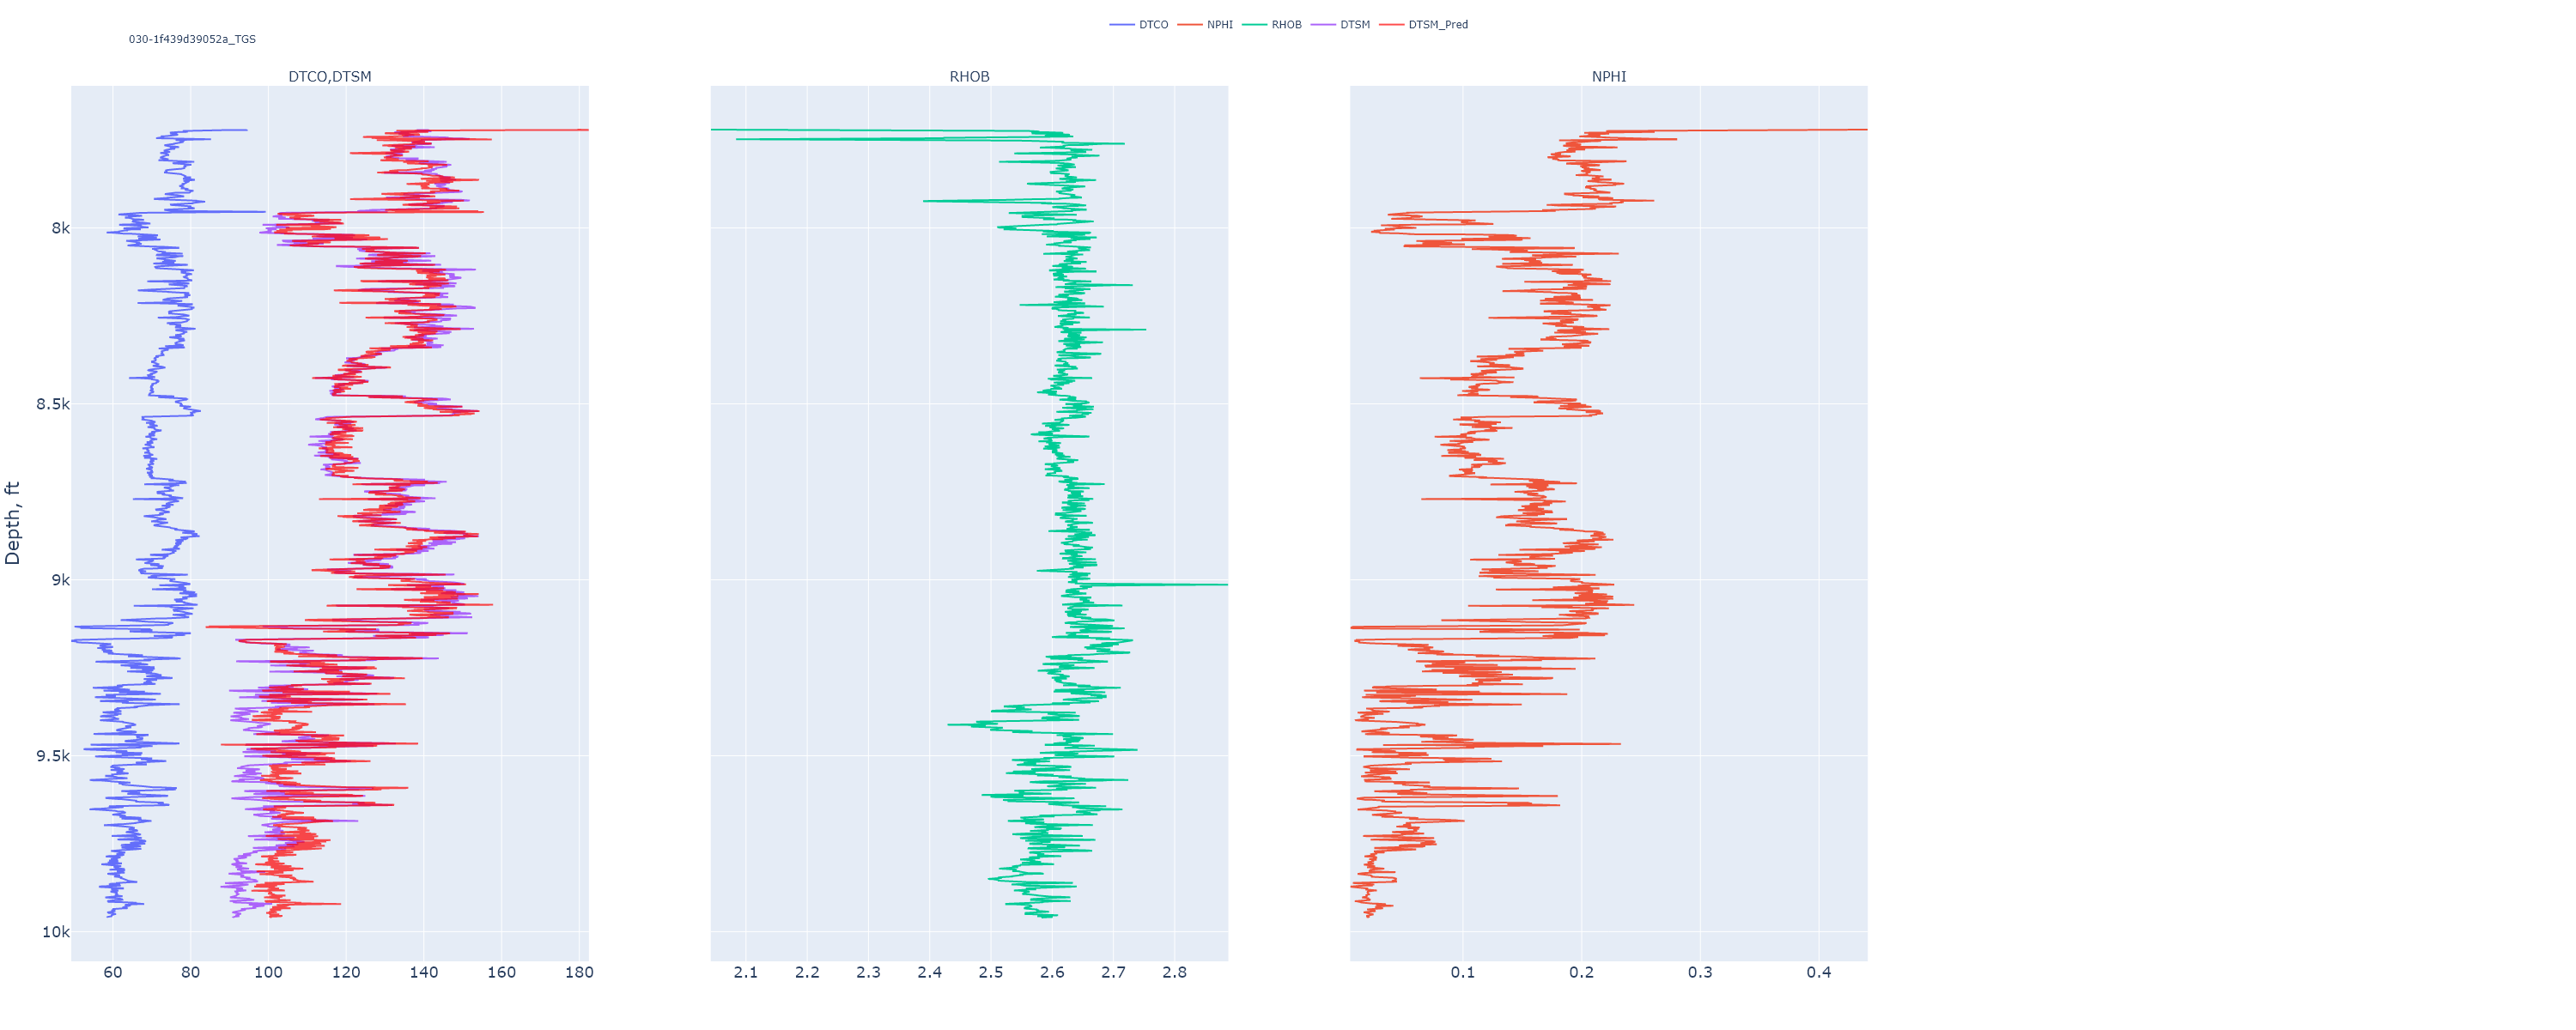 DTCO NPHI RHOB DTSM DTSM_Pred
030-1f439d39052a_TGS
DTCO,DTSM RHOB NPHI
8k
8.5k
9k
9.5k
10k
Depth, ft
60 80 100 120 140 160 180 2.1 2.2 2.3 2.4 2.5 2.6 2.7 2.8 0.1 0.2 0.3 0.4